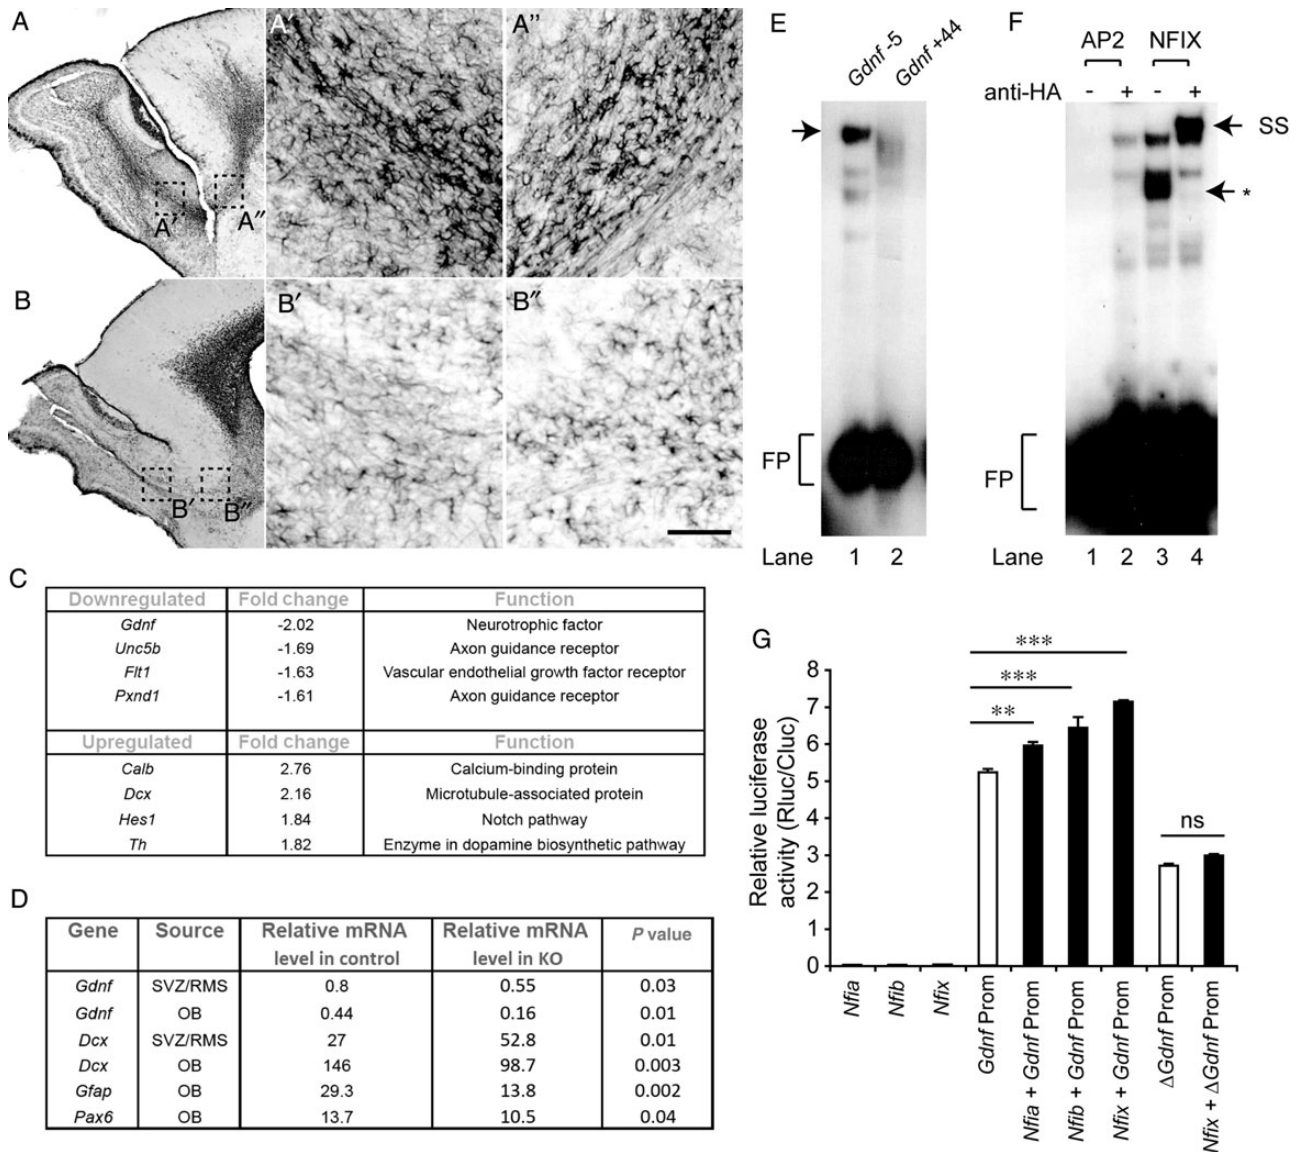 A
A′
A″
A′
A″
B
B′
B″
B′
B″
C
Downregulated Fold change Function
Gdnf -2.02 Neurotrophic factor
Unc5b -1.69 Axon guidance receptor
Flt1 -1.63 Vascular endothelial growth factor receptor
Pxnd1 -1.61 Axon guidance receptor
Upregulated Fold change Function
Calb 2.76 Calcium-binding protein
Dcx 2.16 Microtubule-associated protein
Hes1 1.84 Notch pathway
Th 1.82 Enzyme in dopamine biosynthetic pathway
D
Gene Source Relative mRNA level in control Relative mRNA level in KO P value
Gdnf SVZ/RMS 0.8 0.55 0.03
Gdnf OB 0.44 0.16 0.01
Dcx SVZ/RMS 27 52.8 0.01
Dcx OB 146 98.7 0.003
Gfap OB 29.3 13.8 0.002
Pax6 OB 13.7 10.5 0.04
E
Gdnf -5
Gdnf +44
FP
Lane 1 2
F
AP2 NFIX
anti-HA - + - +
SS
*
FP
Lane 1 2 3 4
G
Relative luciferase
activity (Rluc/Cluc)
9
8
7
6
5
4
3
2
1
0
***
***
**
ns
Nfia
Nfib
Nfix
Gdnf Prom
Nfia + Gdnf Prom
Nfib + Gdnf Prom
Nfix + Gdnf Prom
ΔGdnf Prom
Nfix + ΔGdnf Prom